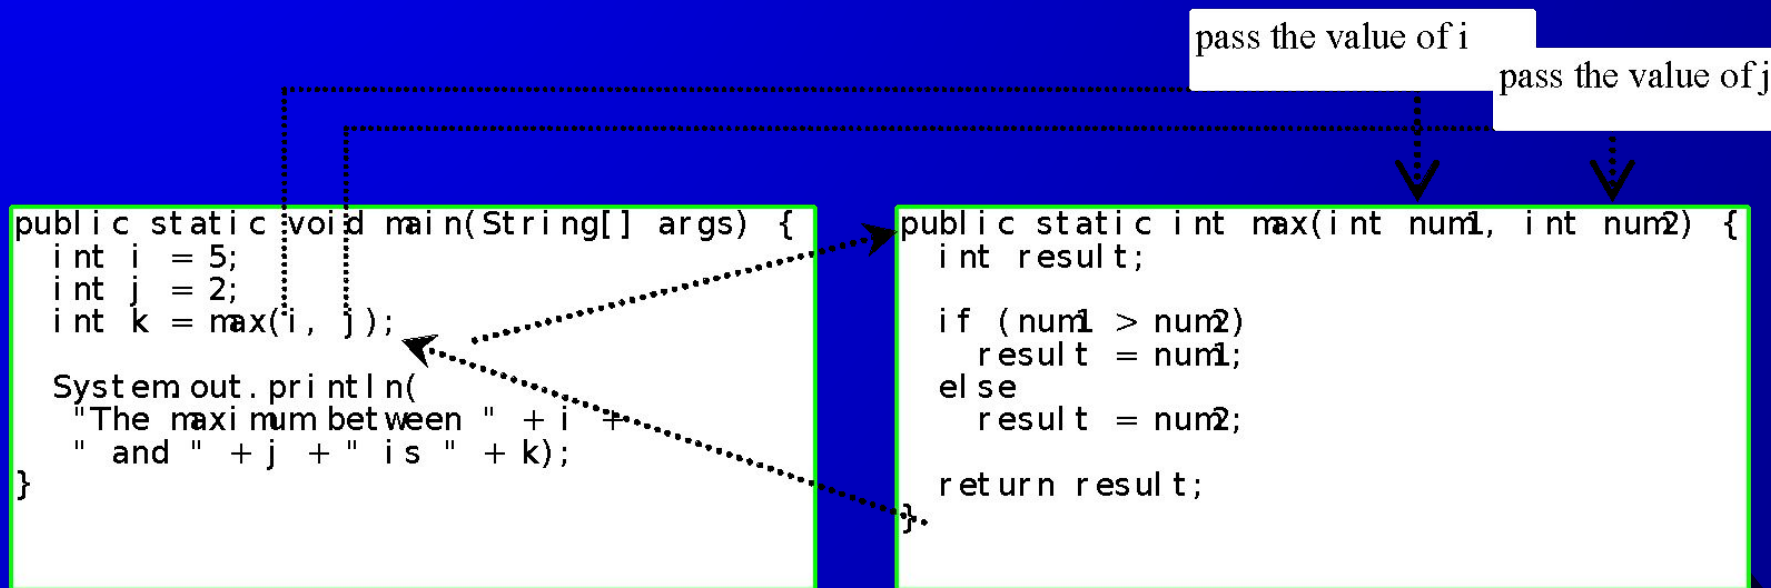 pass the value of i
pass the value of j
public static void main(String[] args) {
  int i = 5;
  int j = 2;
  int k = max(i, j);

  System.out.println(
   "The maximum between " + i +
   " and " + j + " is " + k);
}
public static int max(int num1, int num2) {
  int result;

  if (num1 > num2)
    result = num1;
  else
    result = num2;

  return result;
}